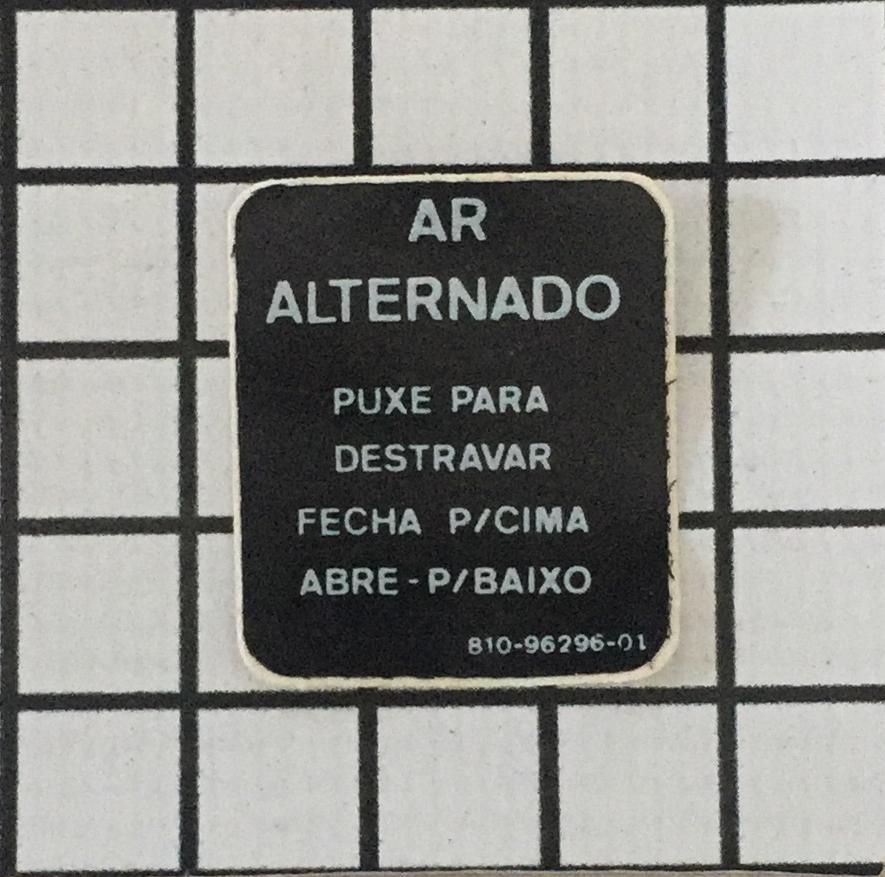 AR
ALTERNADO
PUXE PARA
DESTRAVAR
FECHA P/CIMA
ABRE-P/BAIXO
810-96296-01